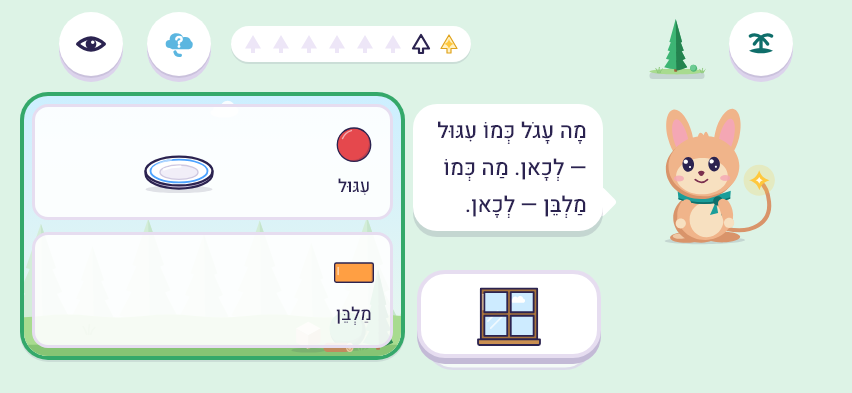 מָה עָגֹל כְּמוֹ עִגּוּל
– לְכָאן. מַה כְּמוֹ
מַלְבֵּן – לְכָאן.
עִגּוּל
מַלְבֵּן
?